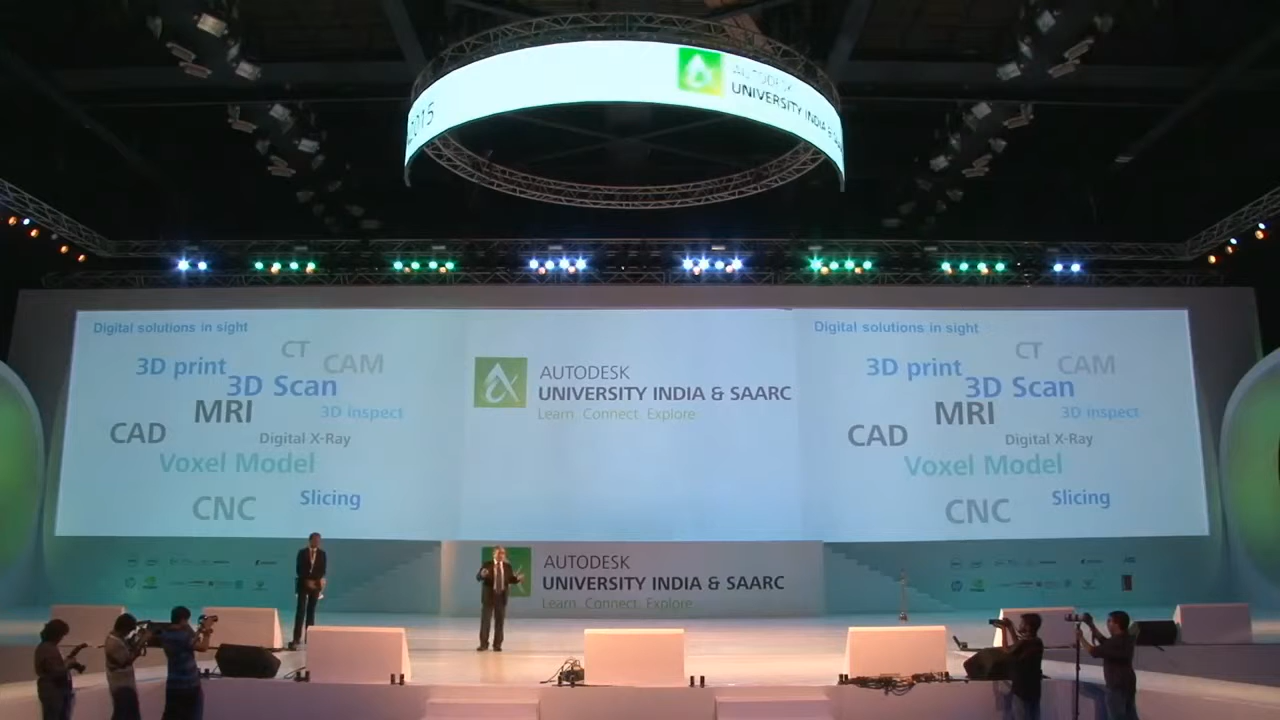 2015
AUTODESK
UNIVERSITY INDIA &
Digital solutions in sight
CT
3D print
CAM
3D Scan
MRI
3D inspect
CAD
Digital X-Ray
Voxel Model
Slicing
CNC
AUTODESK
UNIVERSITY INDIA & SAARC
Learn Connect Explore
Digital solutions in sight
CT
3D print
CAM
3D Scan
MRI
3D inspect
CAD
Digital X-Ray
Voxel Model
Slicing
CNC
AUTODESK
UNIVERSITY INDIA & SAARC
Learn Connect Explore